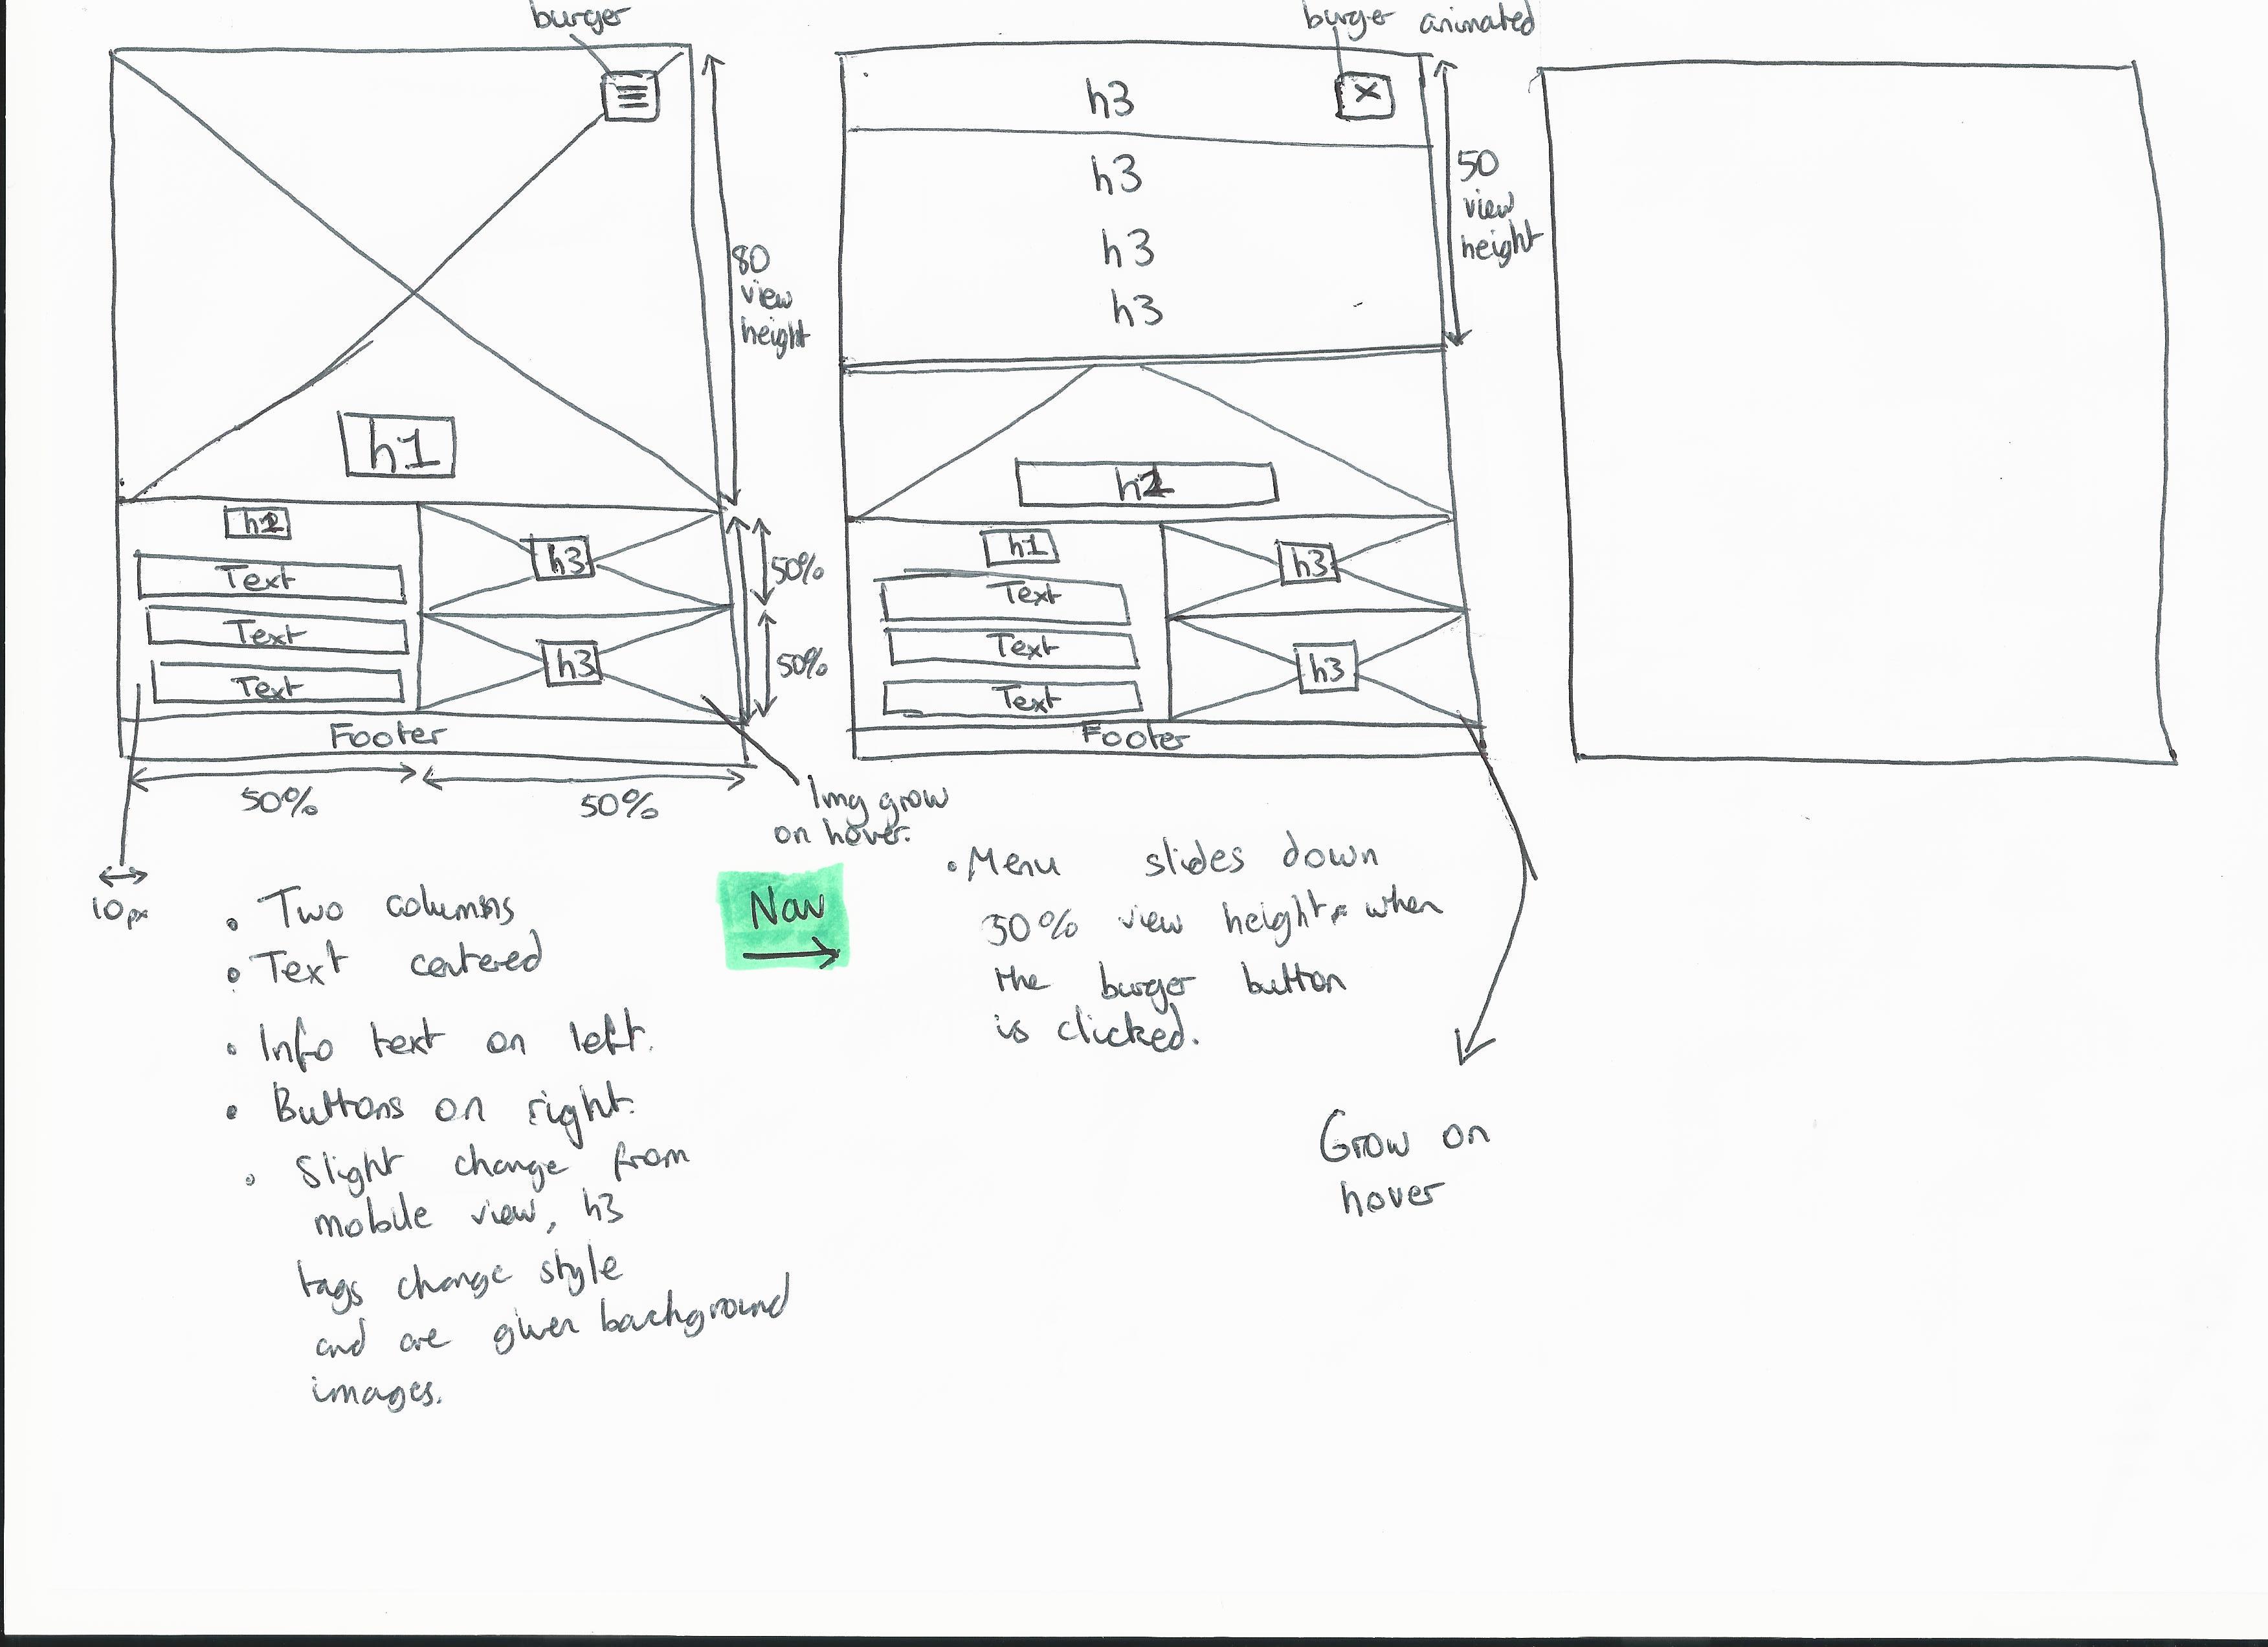 burger
80
view
height
h1
h2
Text
Text
Text
h3
h3
50%
50%
Footer
50%
50%
10px
Img grow
on hover.
• Two columns
• Text centered
• Info text on left.
• Buttons on right.
• Slight change from
mobile view, h3
tags change style
and are given background
images.
Nav
burger animated
h3
h3
h3
h3
50
view
height
h2
h1
Text
Text
Text
h3
h3
Footer
• Menu slides down
50% view height when
the burger button
is clicked.
Grow on
hover